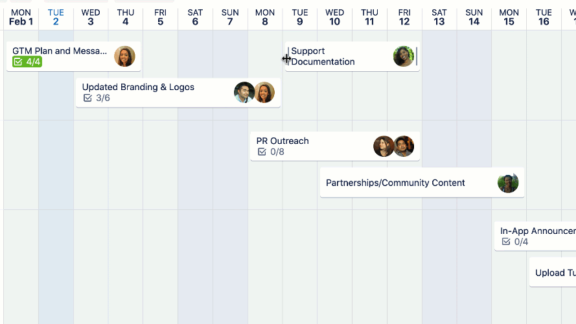 MON TUE WED THU FRI SAT SUN MON TUE WED THU FRI SAT SUN MON TUE
Feb 1 2 3 4 5 6 7 8 9 10 11 12 13 14 15 16
GTM Plan and Messa...
4/4
Support
Documentation
Updated Branding & Logos
3/6
PR Outreach
0/8
Partnerships/Community Content
In-App Announcer
0/4
Upload Tu